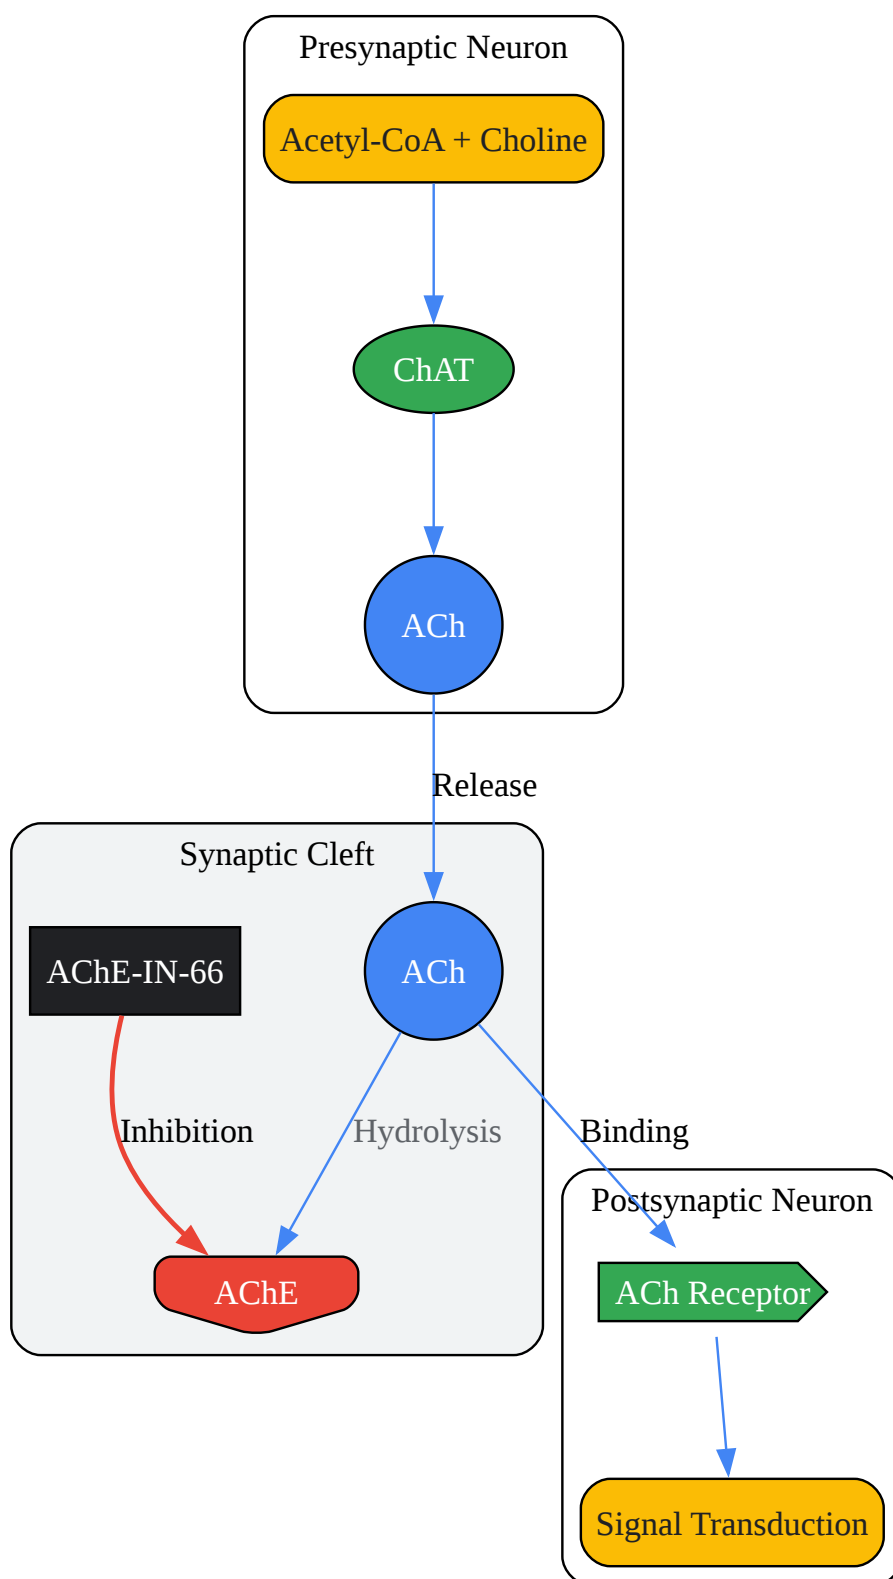 Presynaptic Neuron
Acetyl-CoA + Choline
ChAT
ACh
Release
Synaptic Cleft
AChE-IN-66
ACh
Inhibition
Hydrolysis
Binding
Postsynaptic Neuron
AChE
ACh Receptor
Signal Transduction